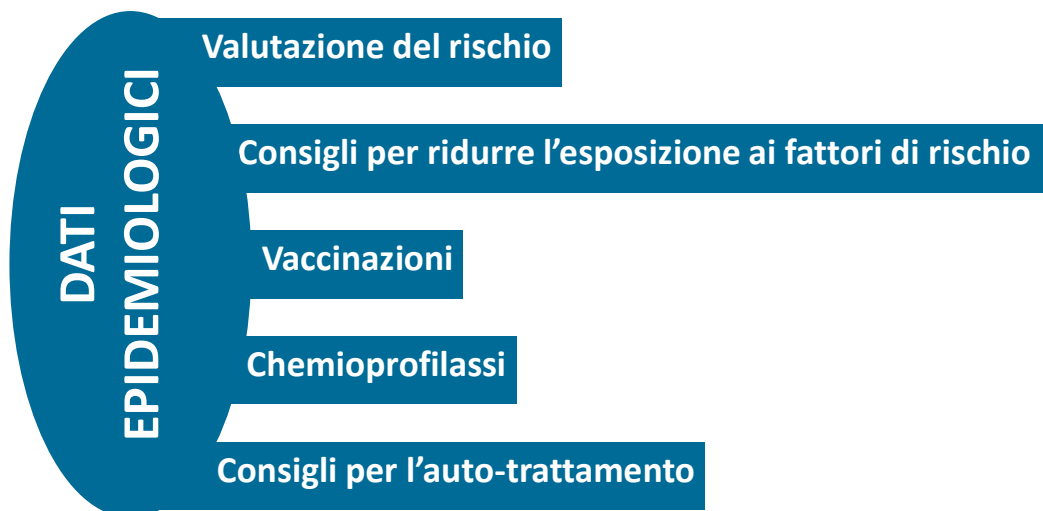 DATI
EPIDEMIOLOGICI
Valutazione del rischio
Consigli per ridurre l’esposizione ai fattori di rischio
Vaccinazioni
Chemioprofilassi
Consigli per l’auto-trattamento